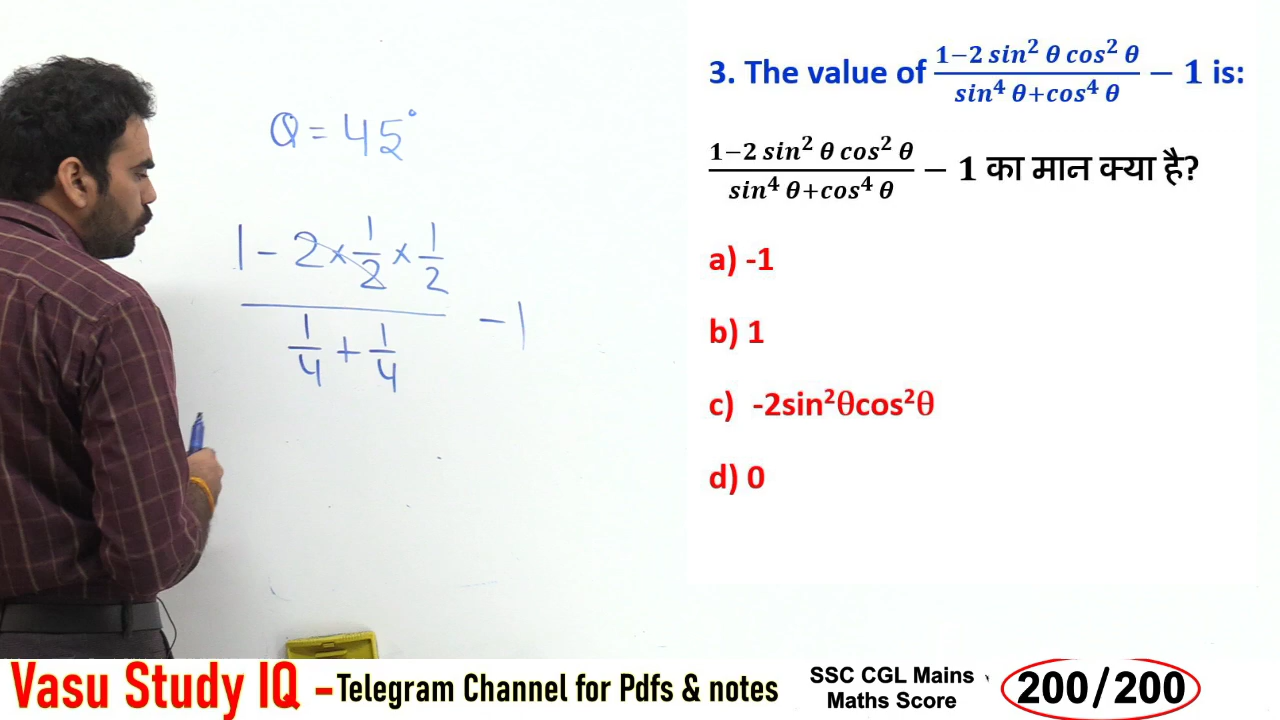 θ = 45°
1 - 2 × 1/2 × 1/2
1/4 + 1/4
- 1
3. The value of (1−2 sin² θ cos² θ)/(sin⁴ θ+cos⁴ θ) − 1 is:
(1−2 sin² θ cos² θ)/(sin⁴ θ+cos⁴ θ) − 1 का मान क्या है?
a) -1
b) 1
c) -2sin²θcos²θ
d) 0
Vasu Study IQ – Telegram Channel for Pdfs & notes
SSC CGL Mains
Maths Score
200/200